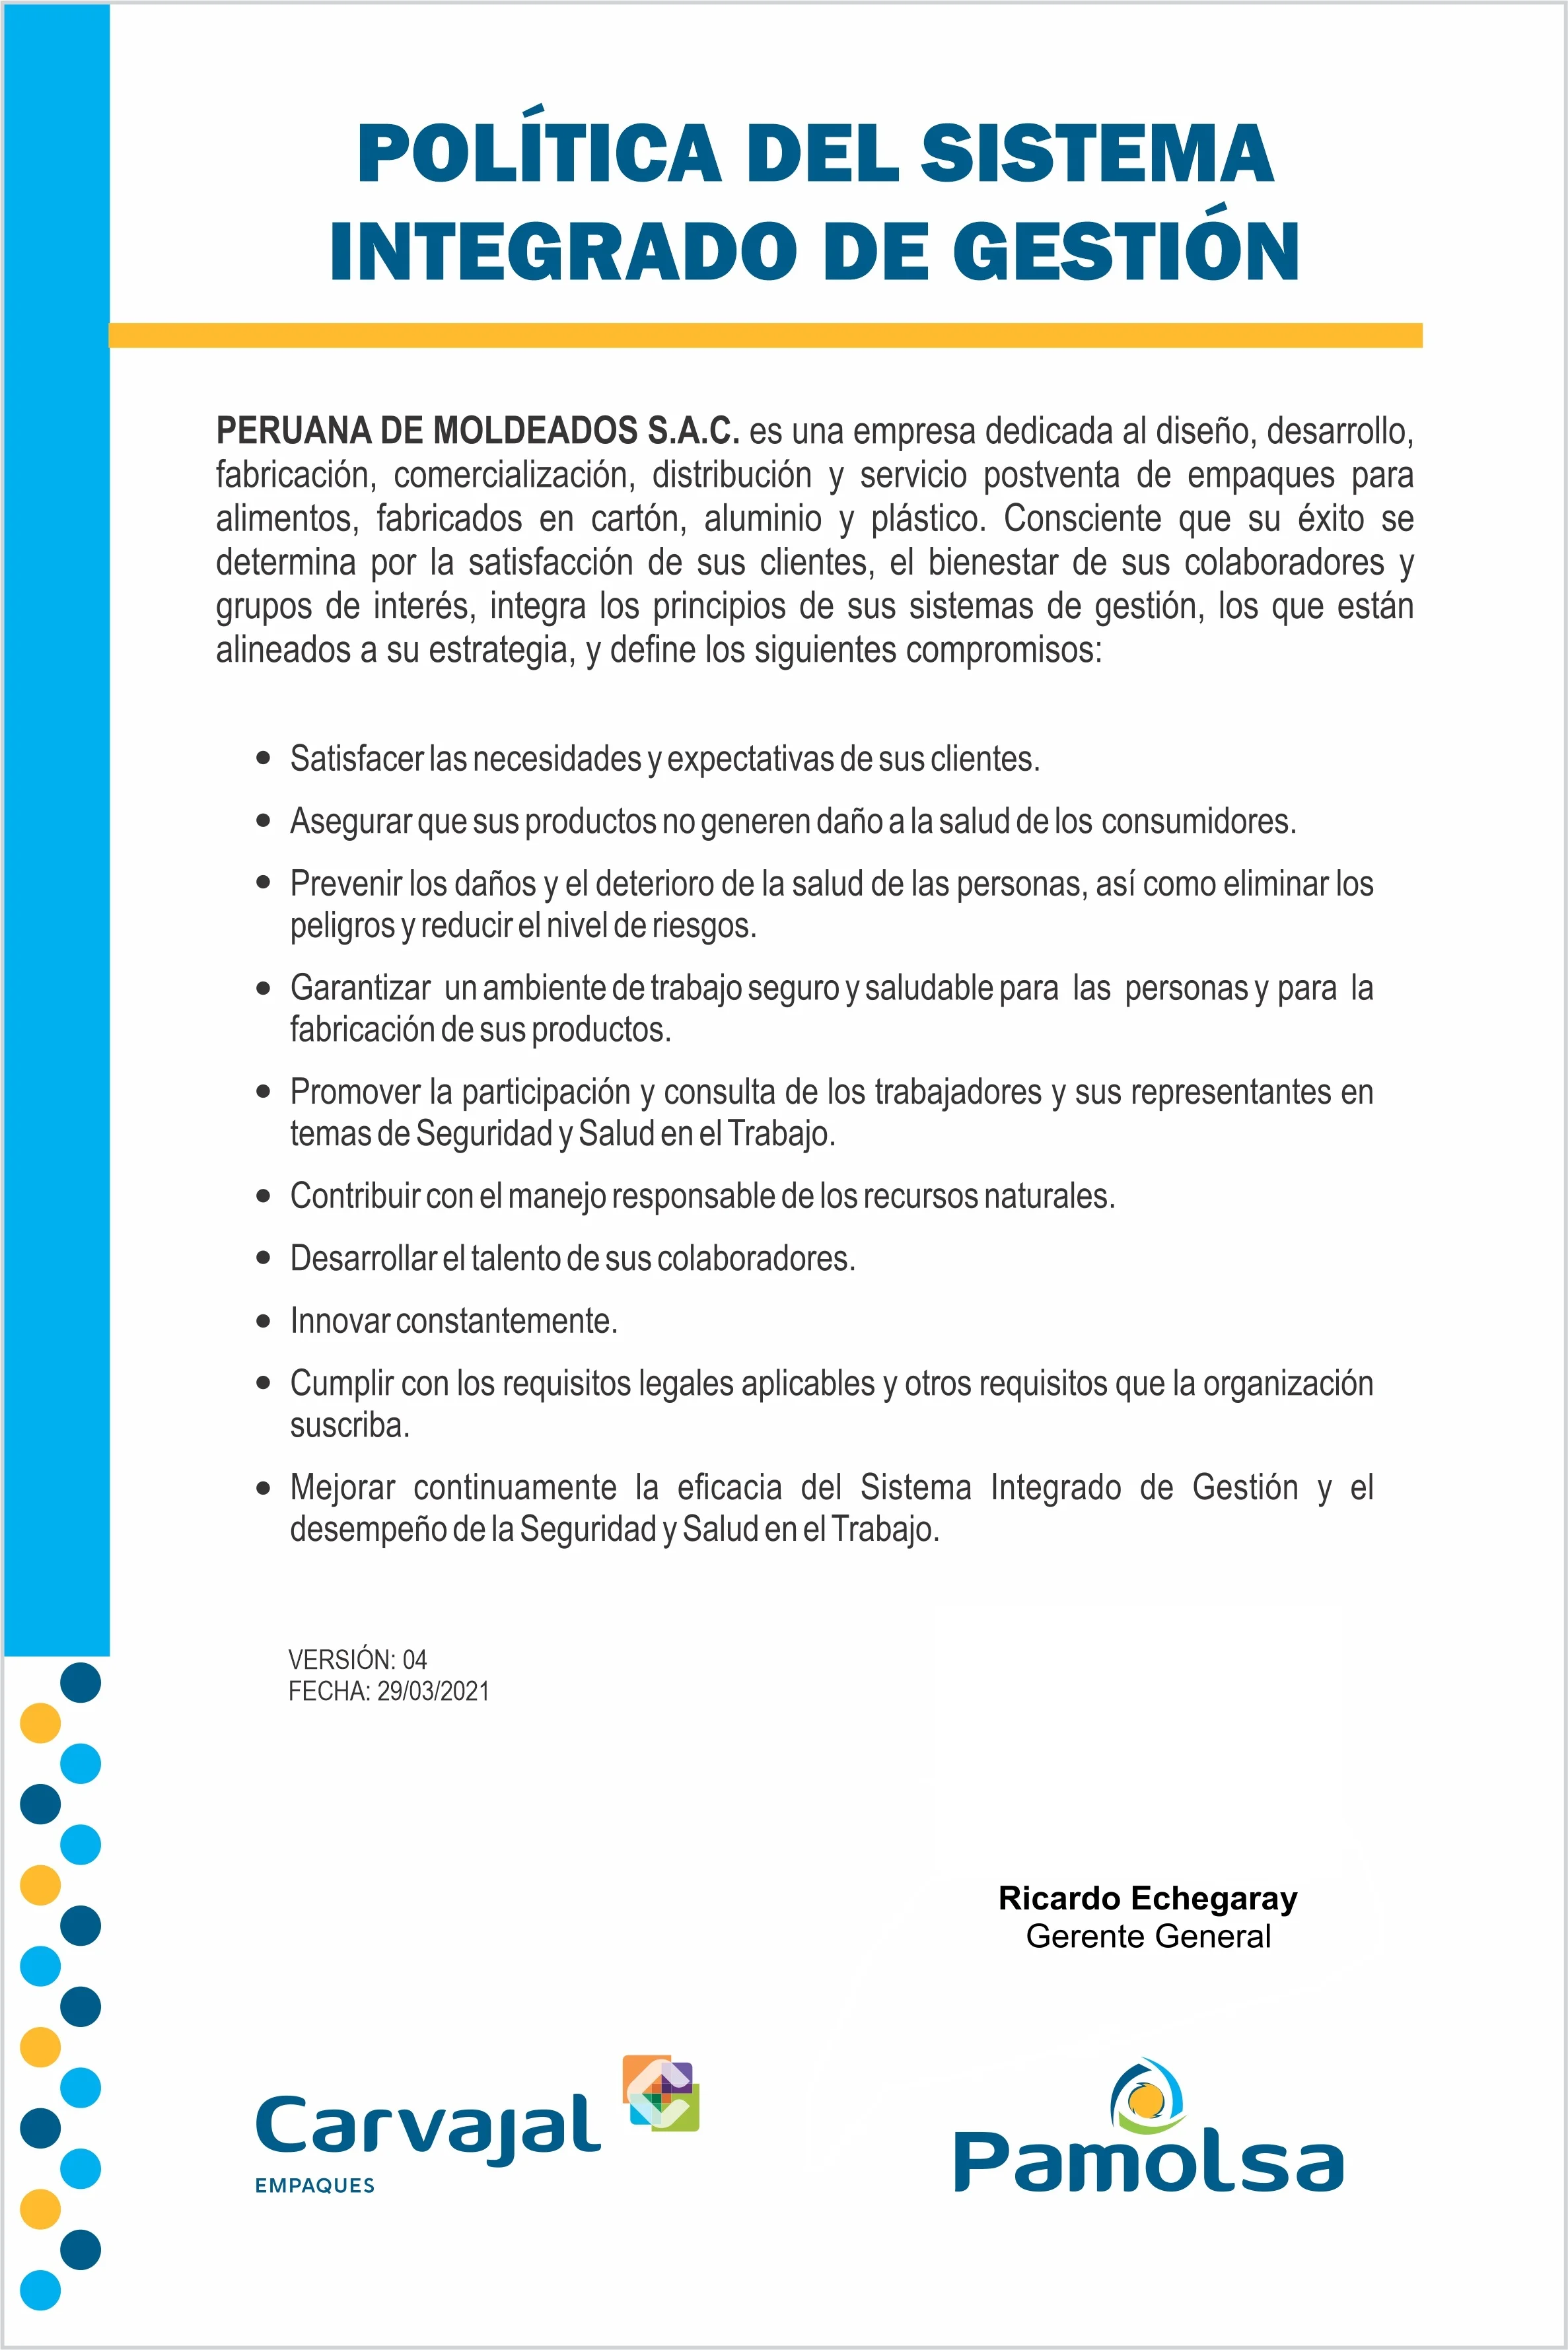 POLÍTICA DEL SISTEMA
INTEGRADO DE GESTIÓN
PERUANA DE MOLDEADOS S.A.C. es una empresa dedicada al diseño, desarrollo,
fabricación, comercialización, distribución y servicio postventa de empaques para
alimentos, fabricados en cartón, aluminio y plástico. Consciente que su éxito se
determina por la satisfacción de sus clientes, el bienestar de sus colaboradores y
grupos de interés, integra los principios de sus sistemas de gestión, los que están
alineados a su estrategia, y define los siguientes compromisos:
• Satisfacer las necesidades y expectativas de sus clientes.
• Asegurar que sus productos no generen daño a la salud de los consumidores.
• Prevenir los daños y el deterioro de la salud de las personas, así como eliminar los
peligros y reducir el nivel de riesgos.
• Garantizar un ambiente de trabajo seguro y saludable para las personas y para la
fabricación de sus productos.
• Promover la participación y consulta de los trabajadores y sus representantes en
temas de Seguridad y Salud en el Trabajo.
• Contribuir con el manejo responsable de los recursos naturales.
• Desarrollar el talento de sus colaboradores.
• Innovar constantemente.
• Cumplir con los requisitos legales aplicables y otros requisitos que la organización
suscriba.
• Mejorar continuamente la eficacia del Sistema Integrado de Gestión y el
desempeño de la Seguridad y Salud en el Trabajo.
VERSIÓN: 04
FECHA: 29/03/2021
Ricardo Echegaray
Gerente General
Carvajal
EMPAQUES
Pamolsa